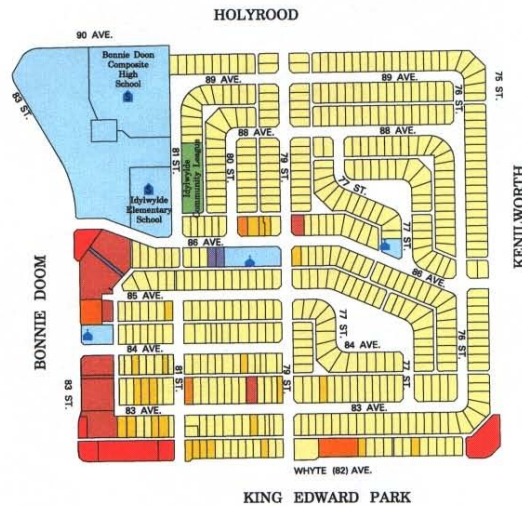 HOLYROOD
90 AVE.
Bonnie Doon
Composite
High
School
83 ST.
89 AVE.
89 AVE.
76 ST.
75 ST.
88 AVE.
88 AVE.
81 ST.
Idylwylde
Community League
80 ST.
79 ST.
77 ST.
Idylwylde
Elementary
School
77 ST.
KENILWORTH
86 AVE.
86 AVE.
BONNIE DOOM
85 AVE.
77 ST.
76 ST.
84 AVE.
84 AVE.
83 ST.
81 ST.
79 ST.
77 ST.
83 AVE.
83 AVE.
WHYTE (82) AVE.
KING EDWARD PARK